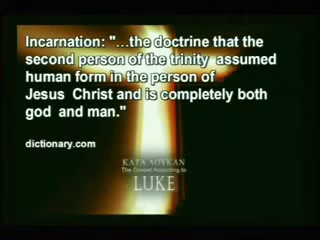 Incarnation: "...the doctrine that the
second person of the trinity assumed
human form in the person of
Jesus Christ and is completely both
god and man."
dictionary.com
ΚΑΤΑ ΛΟΥΚΑΝ
The Gospel According to
LUKE